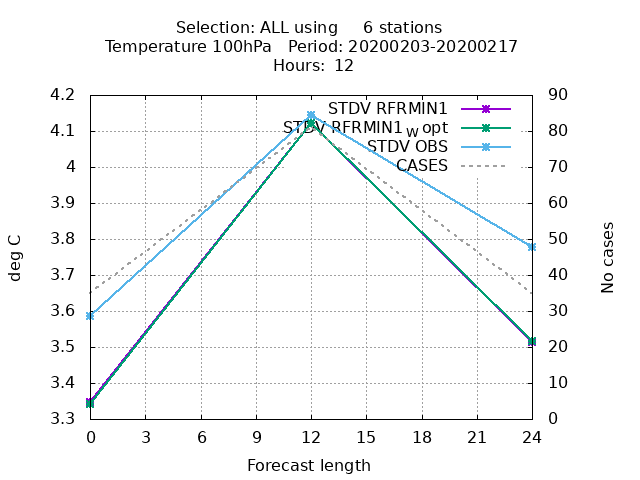 Selection: ALL using     6 stations
Temperature 100hPa   Period: 20200203-20200217
Hours:  12
STDV RFRMIN1
STDV RFRMIN1wopt
STDV OBS
CASES
4.2
4.1
4
3.9
3.8
3.7
3.6
3.5
3.4
3.3
90
80
70
60
50
40
30
20
10
0
0 3 6 9 12 15 18 21 24
deg C
No cases
Forecast length